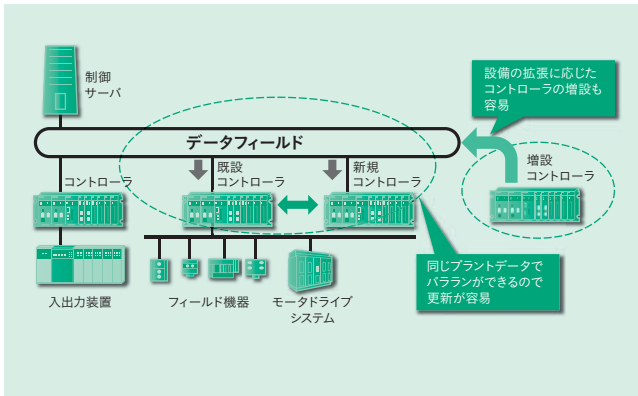 制御
サーバ
設備の拡張に応じた
コントローラの増設も
容易
データフィールド
コントローラ
既設
コントローラ
新規
コントローラ
増設
コントローラ
同じプラントデータで
パラランができるので
更新が容易
入出力装置
フィールド機器
モータドライブ
システム